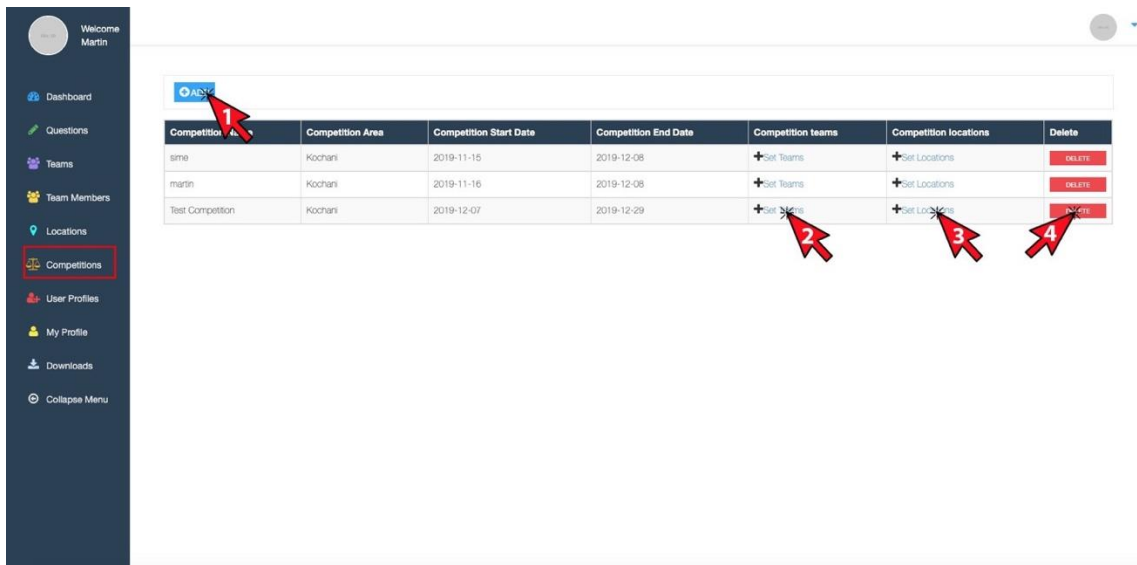 Welcome
Martin
Dashboard
Questions
Teams
Team Members
Locations
Competitions
User Profiles
My Profile
Downloads
Collapse Menu
1
Competition Area Competition Start Date Competition End Date Competition teams Competition locations Delete
sime Kochani 2019-11-15 2019-12-08 Set Teams Set Locations DELETE
martin Kochani 2019-11-16 2019-12-08 Set Teams Set Locations DELETE
Test Competition Kochani 2019-12-07 2019-12-29 Set Set
2 3 4